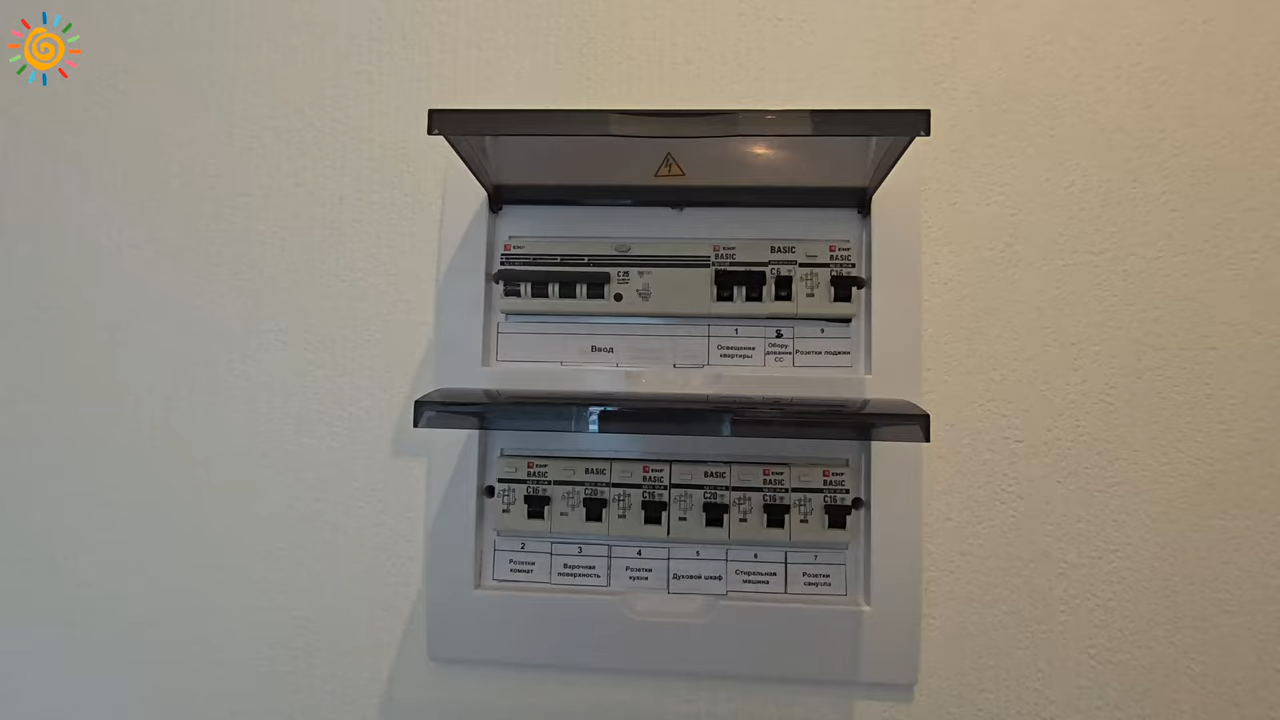 EKF
EKF
BASIC
BASIC
EKF
BASIC
C 25
C6
C16
1
9
Ввод
Освещение
квартиры
Обору-
дование
СС
Розетки лоджии
EKF
BASIC
BASIC
EKF
BASIC
BASIC
EKF
BASIC
EKF
BASIC
C16
C20
C16
C20
C16
C16
2
3
4
5
6
7
Розетки
комнат
Варочная
поверхность
Розетки
кухни
Духовой шкаф
Стиральная
машина
Розетки
санузла